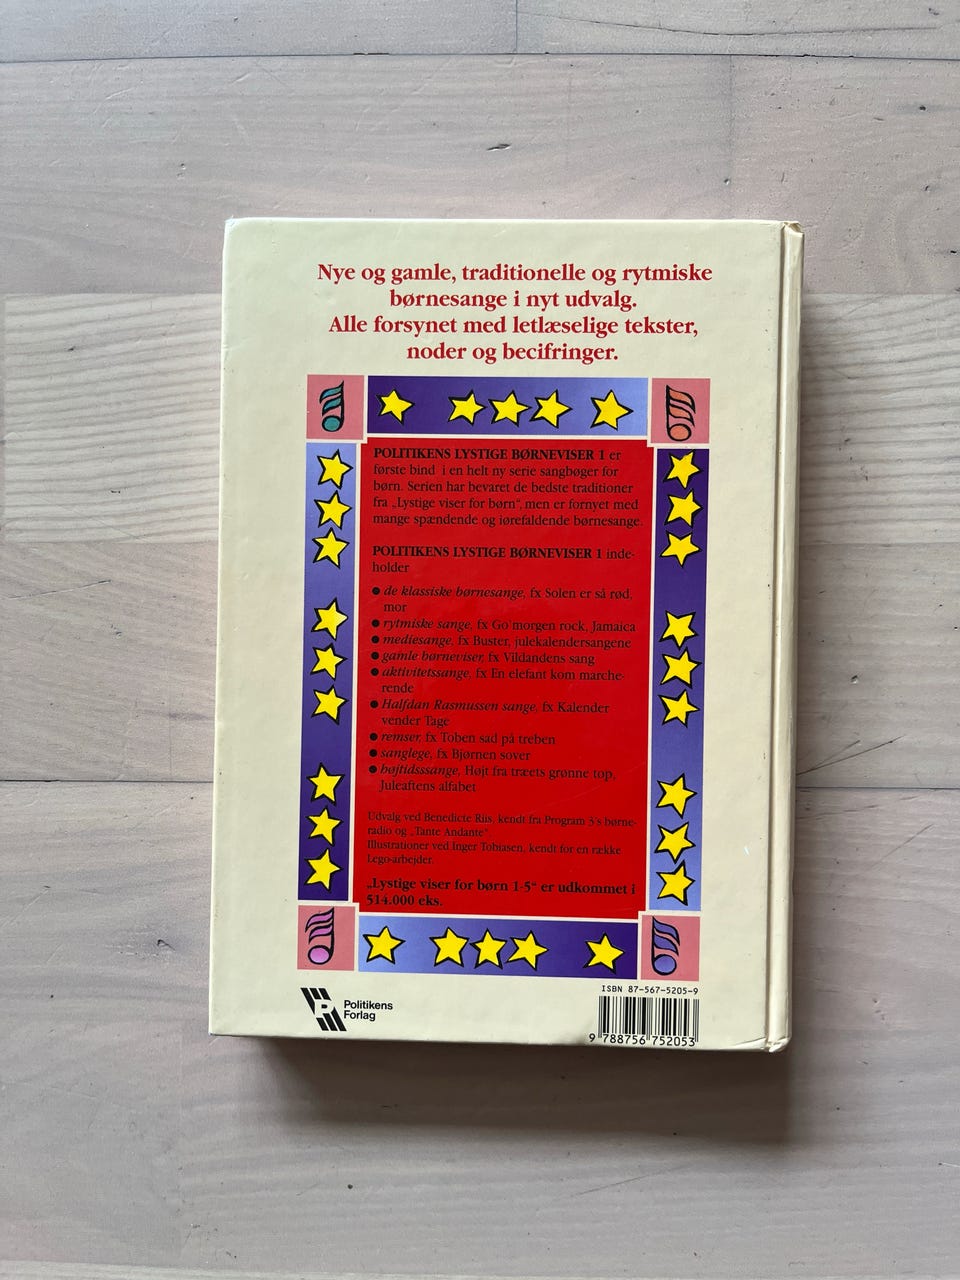 Nye og gamle, traditionelle og rytmiske
børnesange i nyt udvalg.
Alle forsynet med letlæselige tekster,
noder og becifringer.
POLITIKENS LYSTIGE BØRNEVISER 1 er
første bind i en helt ny serie sangbøger for
børn. Serien har bevaret de bedste traditioner
fra „Lystige viser for børn“, men er fornyet med
mange spændende og iørefaldende børnesange.
POLITIKENS LYSTIGE BØRNEVISER 1 inde-
holder
● de klassiske børnesange, fx Solen er så rød,
mor
● rytmiske sange, fx Go'morgen rock, Jamaica
● mediesange, fx Buster, julekalendersangene
● gamle børneviser, fx Vildandens sang
● aktivitetssange, fx En elefant kom marche-
rende
● Halfdan Rasmussen sange, fx Kalender
vender Tage
● remser, fx Toben sad på treben
● sanglege, fx Bjørnen sover
● højtidsssange, Højt fra træets grønne top,
Juleaftens alfabet
Udvalg ved Benedicte Riis, kendt fra Program 3's børne-
radio og „Tante Andante“.
Illustrationer ved Inger Tobiasen, kendt for en række
Lego-arbejder.
„Lystige viser for børn 1-5“ er udkommet i
514.000 eks.
ISBN 87-567-5205-9
Politikens
Forlag
9 788756 752053